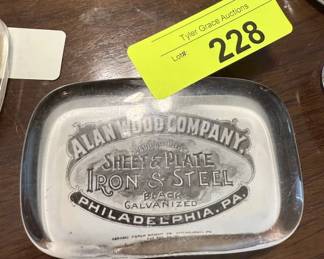 Tyler Grace Auctions
Lot# 228
ALAN WOOD COMPANY,
SHEET & PLATE
IRON & STEEL
BLACK
GALVANIZED
PHILADELPHIA, PA.